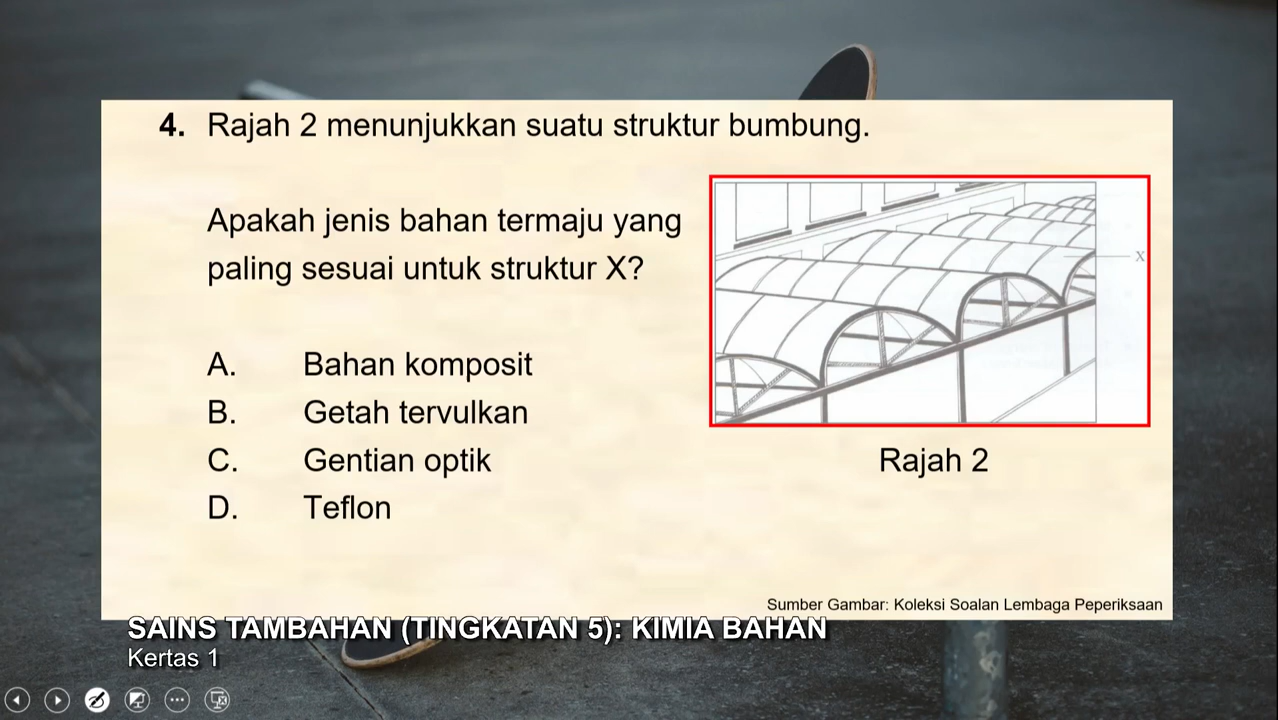 4. Rajah 2 menunjukkan suatu struktur bumbung.
Apakah jenis bahan termaju yang
paling sesuai untuk struktur X?
X
A. Bahan komposit
B. Getah tervulkan
C. Gentian optik
D. Teflon
Rajah 2
Sumber Gambar: Koleksi Soalan Lembaga Peperiksaan
SAINS TAMBAHAN (TINGKATAN 5): KIMIA BAHAN
Kertas 1